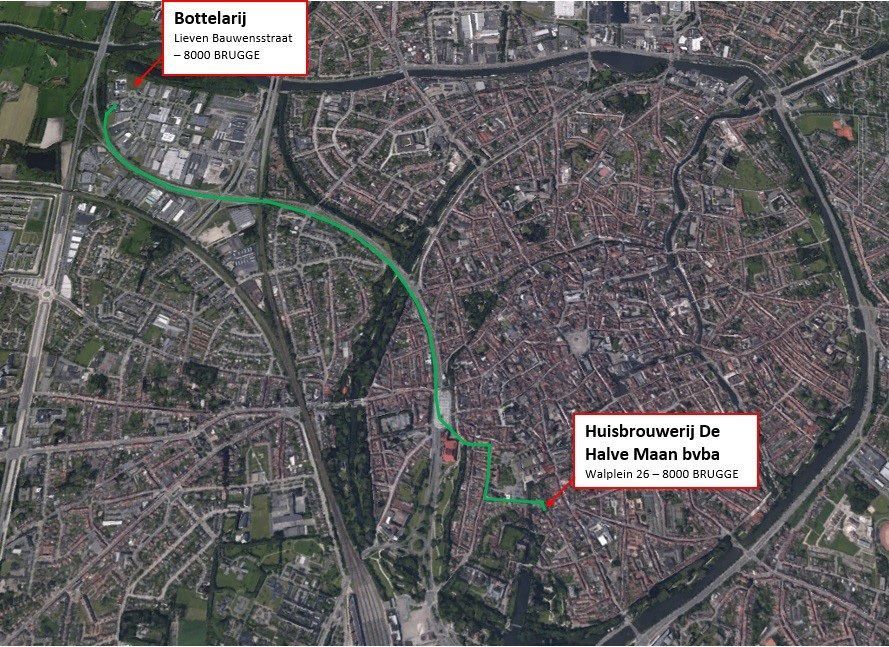 Bottelarij
Lieven Bauwensstraat
– 8000 BRUGGE
Huisbrouwerij De
Halve Maan bvba
Walplein 26 – 8000 BRUGGE